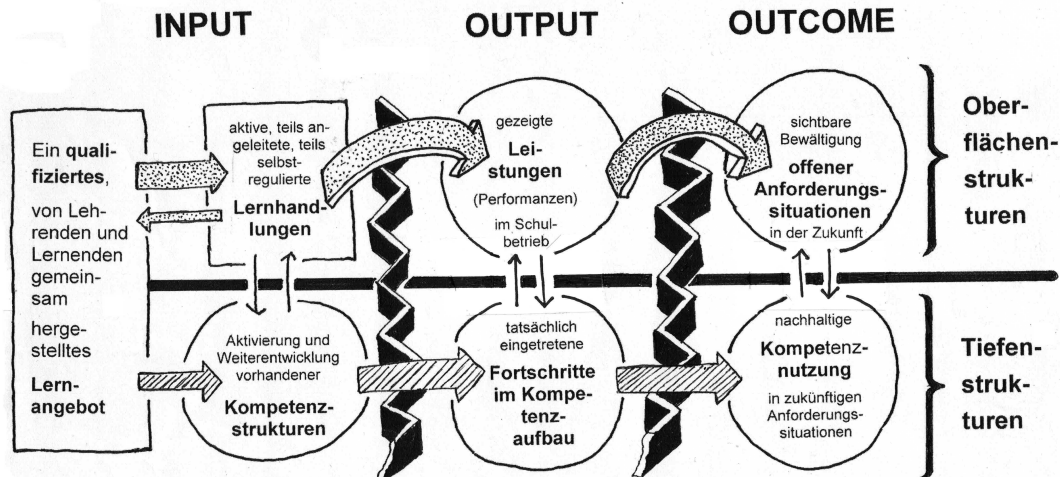 INPUT
OUTPUT
OUTCOME
Ein quali-
fiziertes,
von Leh-
renden und
Lernenden
gemein-
sam
herge-
stelltes
Lern-
angebot
aktive, teils an-
geleitete, teils
selbst-
regulierte
Lernhand-
lungen
gezeigte
Lei-
stungen
(Performanzen)
im Schul-
betrieb
sichtbare
Bewältigung
offener
Anforderungs-
situationen
in der Zukunft
Ober-
flächen-
struk-
turen
Aktivierung und
Weiterentwicklung
vorhandener
Kompetenz-
strukturen
tatsächlich
eingetretene
Fortschritte
im Kompe-
tenz-
aufbau
nachhaltige
Kompetenz-
nutzung
in zukünftigen
Anforderungs-
situationen
Tiefen-
struk-
turen